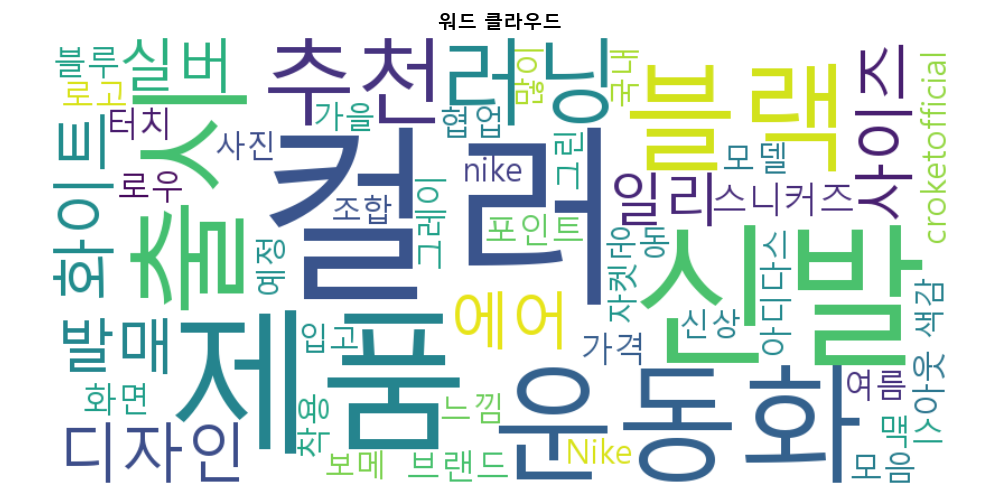 워드 클라우드
블루
실버
추천
러닝
많이
국내
블랙
사이즈
croketofficial
로고
터치
가을
협업
그린
모델
사진
nike
화이트
출시
컬러
로우
조합
그레이
포인트
일리
스니커즈
예정
자켓
운동
아디다스
신발
색감
발매
제품
입고
에어
신상
가격
여름
아웃
화면
착용
느낌
운동화
맥스
디자인
보메
브랜드
Nike
모음